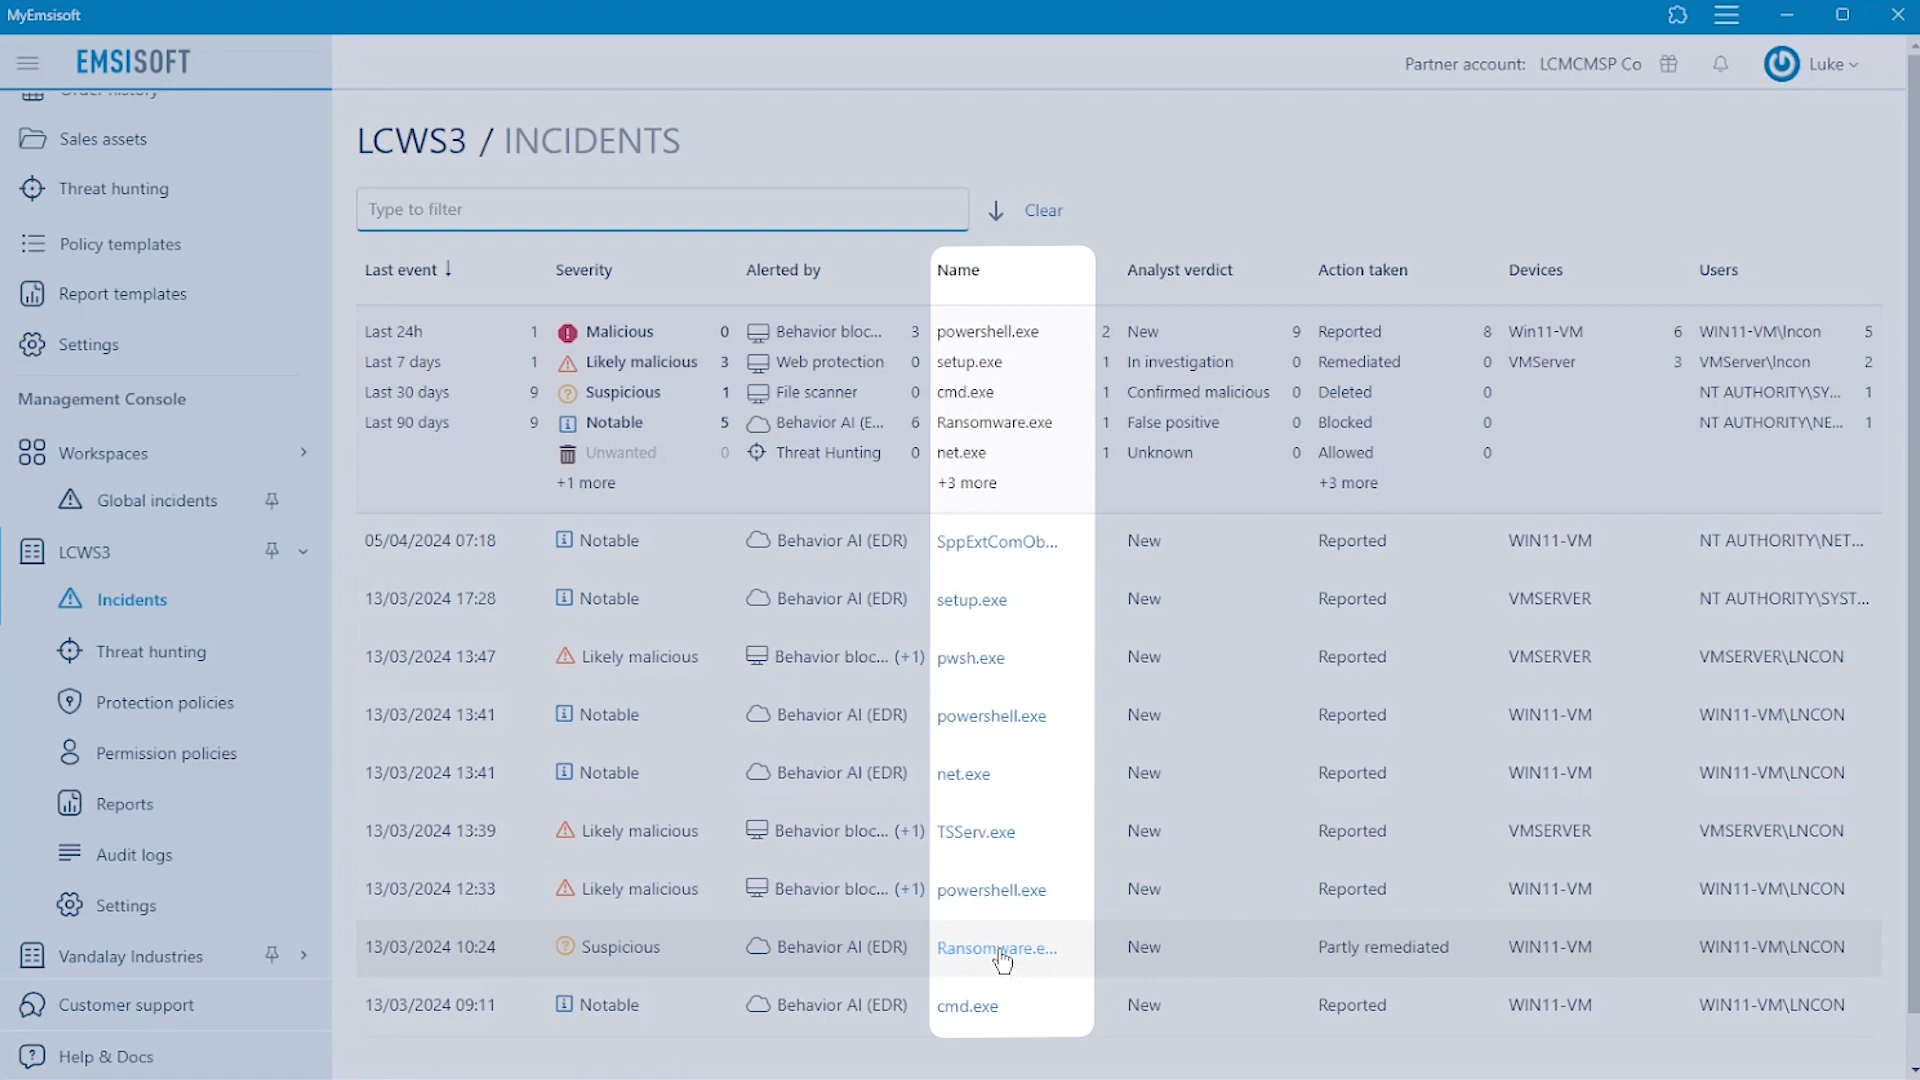 MyEmsisoft
EMSISOFT
Partner account: LCMCMSP Co
Luke
Order history
Sales assets
Threat hunting
Policy templates
Report templates
Settings
Management Console
Workspaces
Global incidents
LCWS3
Incidents
Threat hunting
Protection policies
Permission policies
Reports
Audit logs
Settings
Vandalay Industries
Customer support
Help & Docs
LCWS3 / INCIDENTS
Type to filter
Clear
Last event ↓ Severity Alerted by Name Analyst verdict Action taken Devices Users
Last 24h 1 Malicious 0 Behavior bloc... 3 powershell.exe 2 New 9 Reported 8 Win11-VM 6 WIN11-VM\lncon 5
Last 7 days 1 Likely malicious 3 Web protection 0 setup.exe 1 In investigation 0 Remediated 0 VMServer 3 VMServer\lncon 2
Last 30 days 9 Suspicious 1 File scanner 0 cmd.exe 1 Confirmed malicious 0 Deleted 0 NT AUTHORITY\SY... 1
Last 90 days 9 Notable 5 Behavior AI (E... 6 Ransomware.exe 1 False positive 0 Blocked 0 NT AUTHORITY\NE... 1
Unwanted 0 Threat Hunting 0 net.exe 1 Unknown 0 Allowed 0
+1 more +3 more +3 more
05/04/2024 07:18 Notable Behavior AI (EDR) SppExtComOb... New Reported WIN11-VM NT AUTHORITY\NET...
13/03/2024 17:28 Notable Behavior AI (EDR) setup.exe New Reported VMSERVER NT AUTHORITY\SYST...
13/03/2024 13:47 Likely malicious Behavior bloc... (+1) pwsh.exe New Reported VMSERVER VMSERVER\LNCON
13/03/2024 13:41 Notable Behavior AI (EDR) powershell.exe New Reported WIN11-VM WIN11-VM\LNCON
13/03/2024 13:41 Notable Behavior AI (EDR) net.exe New Reported WIN11-VM WIN11-VM\LNCON
13/03/2024 13:39 Likely malicious Behavior bloc... (+1) TSServ.exe New Reported VMSERVER VMSERVER\LNCON
13/03/2024 12:33 Likely malicious Behavior bloc... (+1) powershell.exe New Reported WIN11-VM WIN11-VM\LNCON
13/03/2024 10:24 Suspicious Behavior AI (EDR) Ransomware.e... New Partly remediated WIN11-VM WIN11-VM\LNCON
13/03/2024 09:11 Notable Behavior AI (EDR) cmd.exe New Reported WIN11-VM WIN11-VM\LNCON